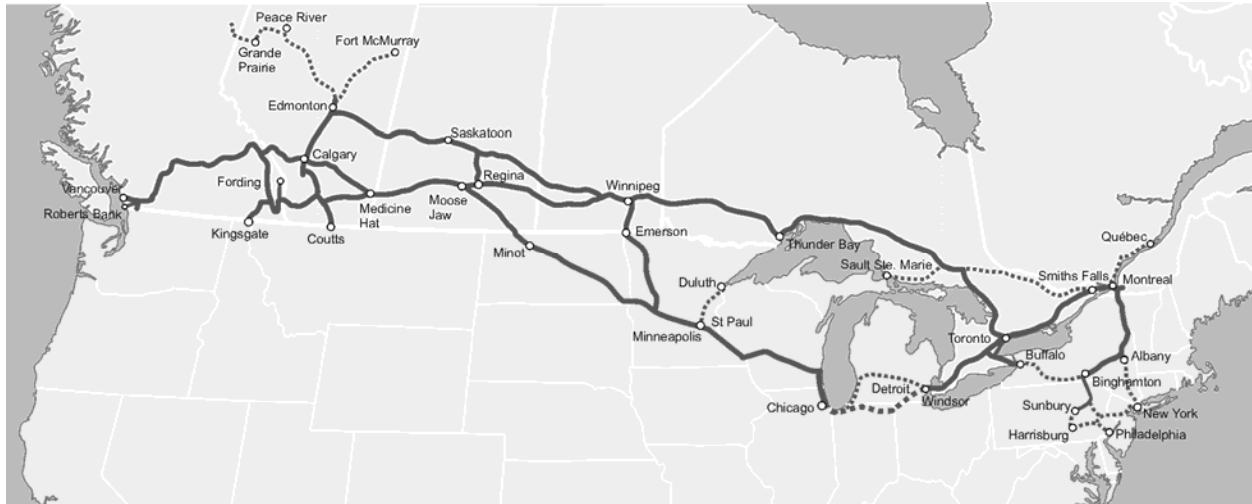 Peace River
Fort McMurray
Grande
Prairie
Edmonton
Saskatoon
Calgary
Fording
Regina
Vancouver
Winnipeg
Roberts Bank
Medicine
Hat
Moose
Jaw
Kingsgate
Coutts
Emerson
Minot
Thunder Bay
Québec
Sault Ste. Marie
Smiths Falls
Montreal
Duluth
St Paul
Minneapolis
Toronto
Buffalo
Albany
Detroit
Windsor
Binghamton
Chicago
Sunbury
New York
Harrisburg
Philadelphia